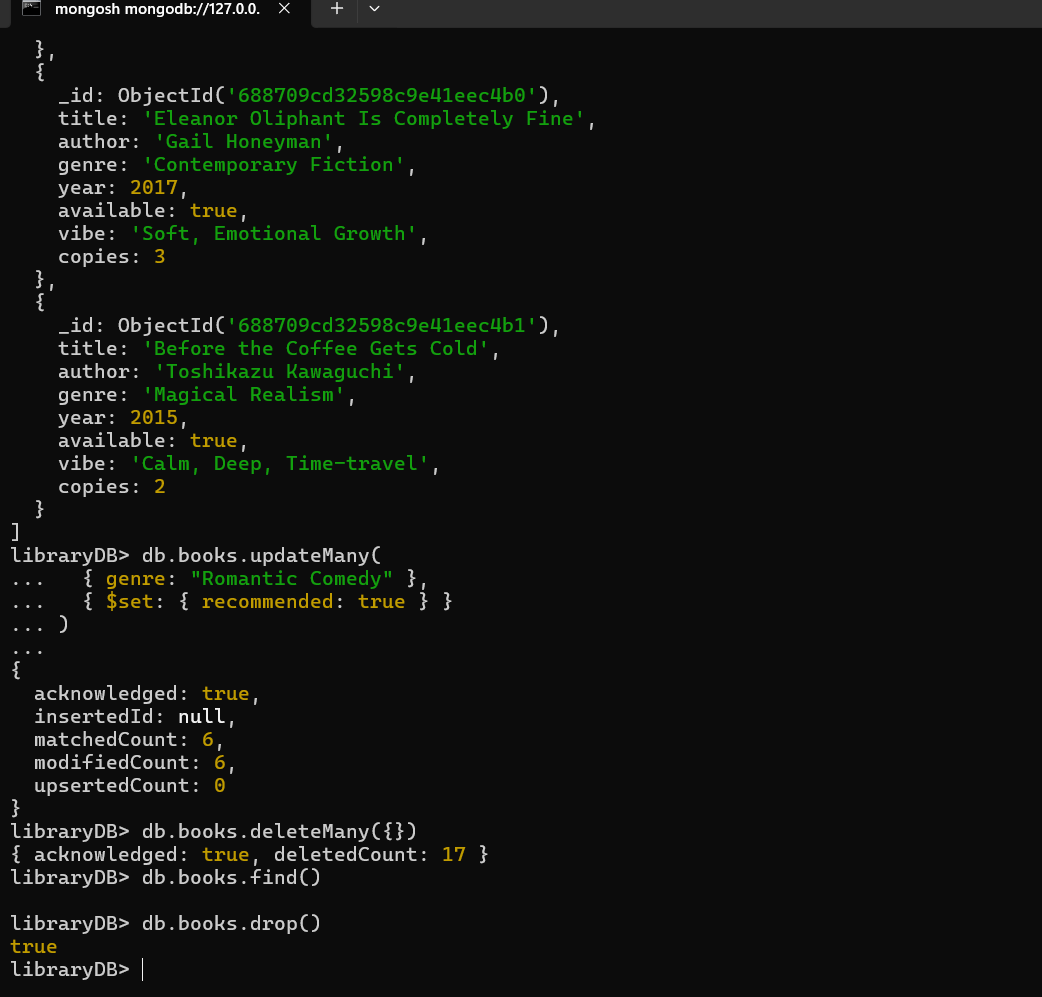 mongosh mongodb://127.0.0.
  },
  {
    _id: ObjectId('688709cd32598c9e41eec4b0'),
    title: 'Eleanor Oliphant Is Completely Fine',
    author: 'Gail Honeyman',
    genre: 'Contemporary Fiction',
    year: 2017,
    available: true,
    vibe: 'Soft, Emotional Growth',
    copies: 3
  },
  {
    _id: ObjectId('688709cd32598c9e41eec4b1'),
    title: 'Before the Coffee Gets Cold',
    author: 'Toshikazu Kawaguchi',
    genre: 'Magical Realism',
    year: 2015,
    available: true,
    vibe: 'Calm, Deep, Time-travel',
    copies: 2
  }
]
libraryDB> db.books.updateMany(
...   { genre: "Romantic Comedy" },
...   { $set: { recommended: true } }
... )
...
{
  acknowledged: true,
  insertedId: null,
  matchedCount: 6,
  modifiedCount: 6,
  upsertedCount: 0
}
libraryDB> db.books.deleteMany({})
{ acknowledged: true, deletedCount: 17 }
libraryDB> db.books.find()

libraryDB> db.books.drop()
true
libraryDB>